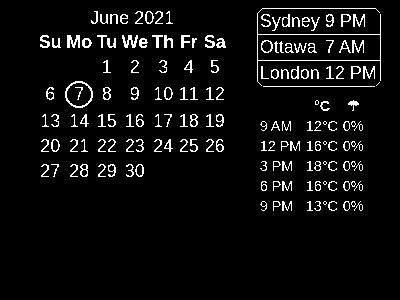 June 2021
Su Mo Tu We Th Fr Sa
1 2 3 4 5
6 7 8 9 10 11 12
13 14 15 16 17 18 19
20 21 22 23 24 25 26
27 28 29 30
Sydney 9 PM
Ottawa 7 AM
London 12 PM
°C ☂
9 AM 12°C 0%
12 PM 16°C 0%
3 PM 18°C 0%
6 PM 16°C 0%
9 PM 13°C 0%